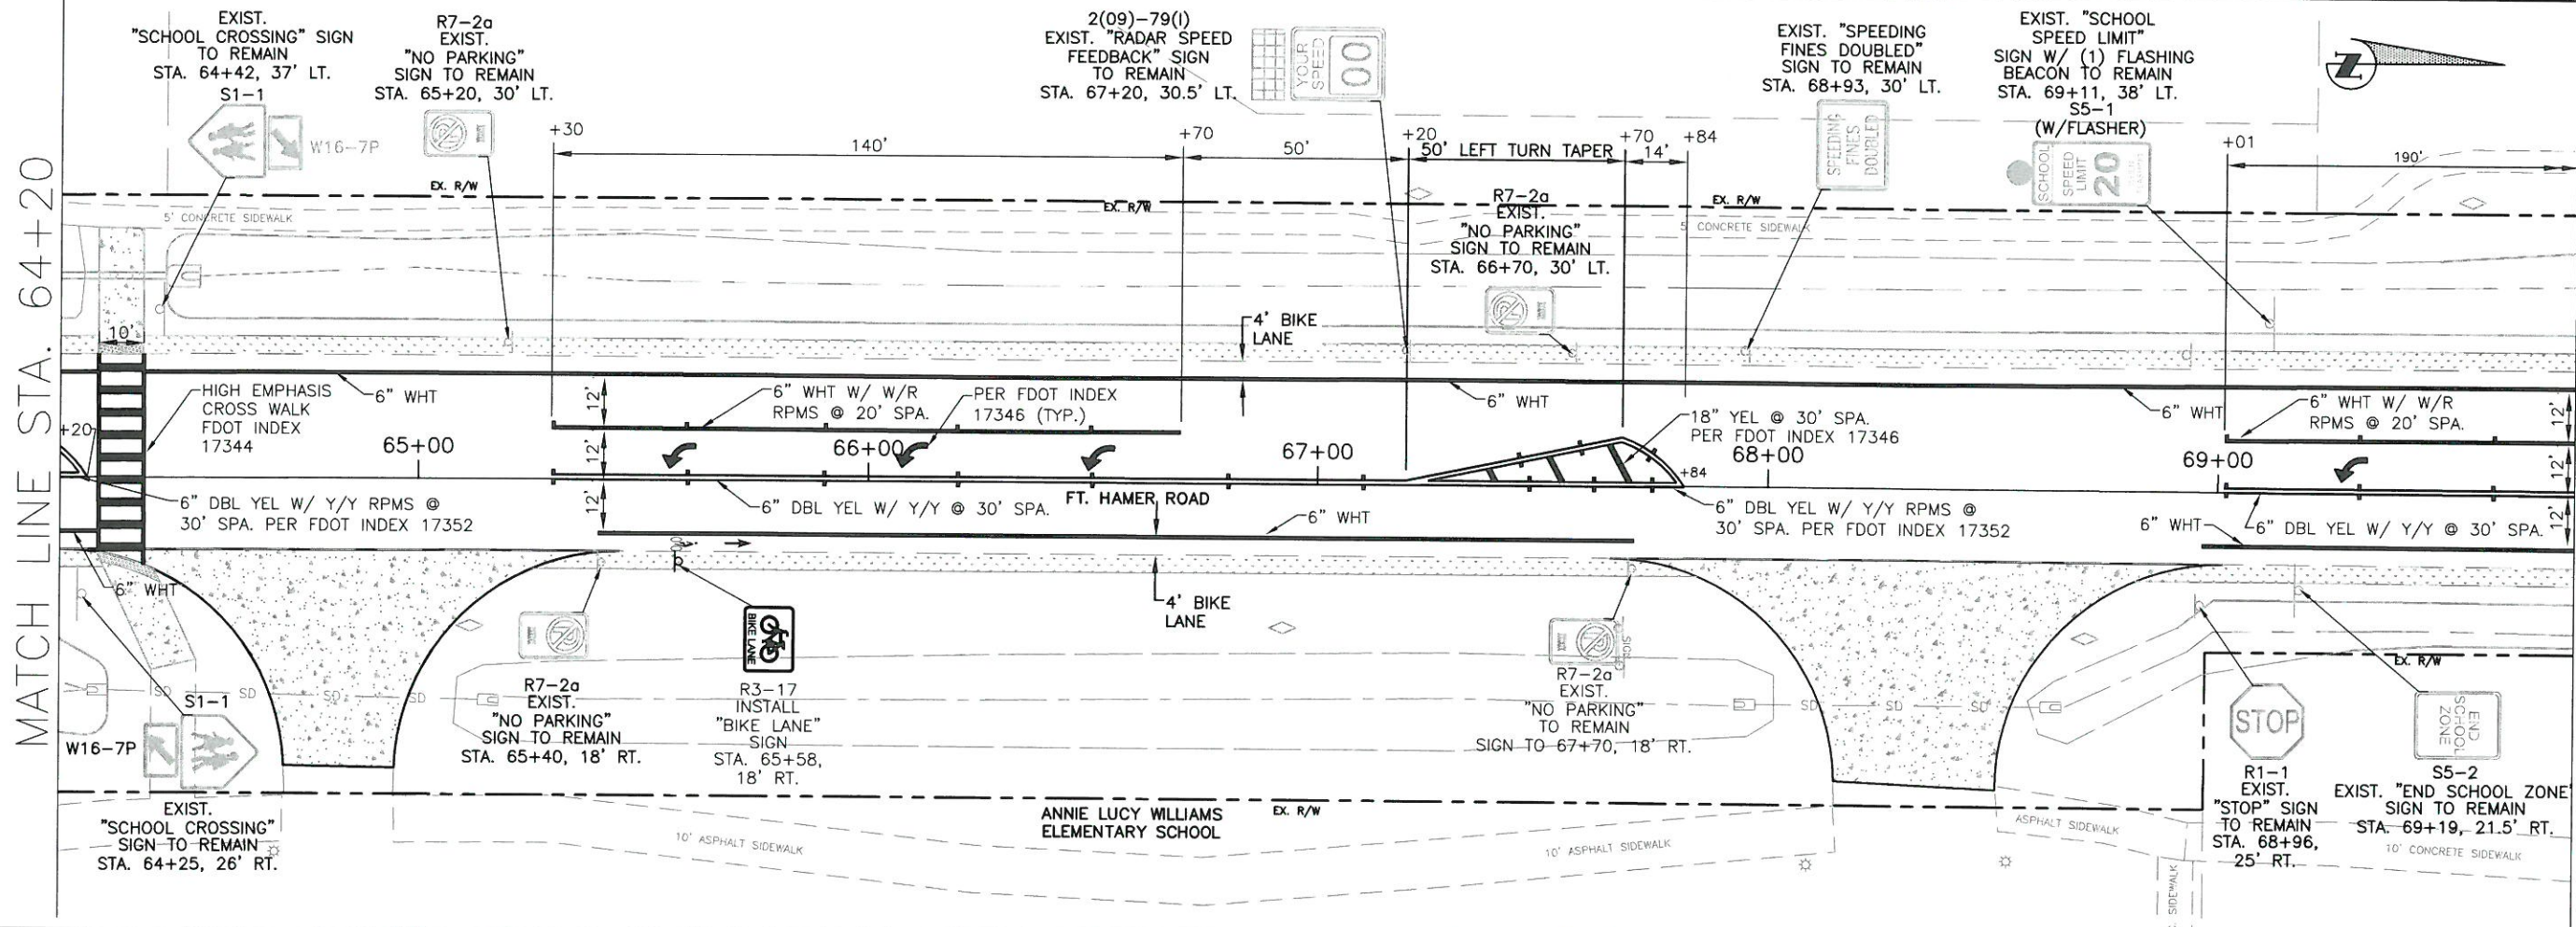 MATCH LINE STA. 64+20
EXIST.
"SCHOOL CROSSING" SIGN
TO REMAIN
STA. 64+42, 37' LT.
S1-1
W16-7P
R7-2a
EXIST.
"NO PARKING"
SIGN TO REMAIN
STA. 65+20, 30' LT.
2(09)-79(I)
EXIST. "RADAR SPEED
FEEDBACK" SIGN
TO REMAIN
STA. 67+20, 30.5' LT.
YOUR
SPEED
00
EXIST. "SPEEDING
FINES DOUBLED"
SIGN TO REMAIN
STA. 68+93, 30' LT.
SPEEDING
FINES
DOUBLED
EXIST. "SCHOOL
SPEED LIMIT"
SIGN W/ (1) FLASHING
BEACON TO REMAIN
STA. 69+11, 38' LT.
S5-1
(W/FLASHER)
SCHOOL
SPEED
LIMIT
20
Z
+30
140'
+70
50'
+20
50' LEFT TURN TAPER
+70
14'
+84
+01
190'
EX. R/W
EX. R/W
EX. R/W
5' CONCRETE SIDEWALK
5' CONCRETE SIDEWALK
R7-2a
EXIST.
"NO PARKING"
SIGN TO REMAIN
STA. 66+70, 30' LT.
10'
4' BIKE
LANE
HIGH EMPHASIS
CROSS WALK
FDOT INDEX
17344
6" WHT
12'
6" WHT W/ W/R
RPMS @ 20' SPA.
PER FDOT INDEX
17346 (TYP.)
6" WHT
18" YEL @ 30' SPA.
PER FDOT INDEX 17346
6" WHT
6" WHT W/ W/R
RPMS @ 20' SPA.
12'
+20
65+00
12'
66+00
67+00
68+00
69+00
12'
+84
6" DBL YEL W/ Y/Y RPMS @
30' SPA. PER FDOT INDEX 17352
12'
6" DBL YEL W/ Y/Y @ 30' SPA.
FT. HAMER ROAD
6" WHT
6" DBL YEL W/ Y/Y RPMS @
30' SPA. PER FDOT INDEX 17352
6" WHT
6" DBL YEL W/ Y/Y @ 30' SPA.
12'
6" WHT
4' BIKE
LANE
BIKE LANE
S1-1
W16-7P
SD
SD
SD
SD
EXIST.
"SCHOOL CROSSING"
SIGN TO REMAIN
STA. 64+25, 26' RT.
R7-2a
EXIST.
"NO PARKING"
SIGN TO REMAIN
STA. 65+40, 18' RT.
R3-17
INSTALL
"BIKE LANE"
SIGN
STA. 65+58,
18' RT.
R7-2a
EXIST.
"NO PARKING"
TO REMAIN
SIGN TO 67+70, 18' RT.
SD
SD
SD
EX. R/W
STOP
R1-1
EXIST.
"STOP" SIGN
TO REMAIN
STA. 68+96,
25' RT.
END
SCHOOL
ZONE
S5-2
EXIST. "END SCHOOL ZONE"
SIGN TO REMAIN
STA. 69+19, 21.5' RT.
ANNIE LUCY WILLIAMS
ELEMENTARY SCHOOL
EX. R/W
10' ASPHALT SIDEWALK
10' ASPHALT SIDEWALK
ASPHALT SIDEWALK
10' CONCRETE SIDEWALK
SIDEWALK